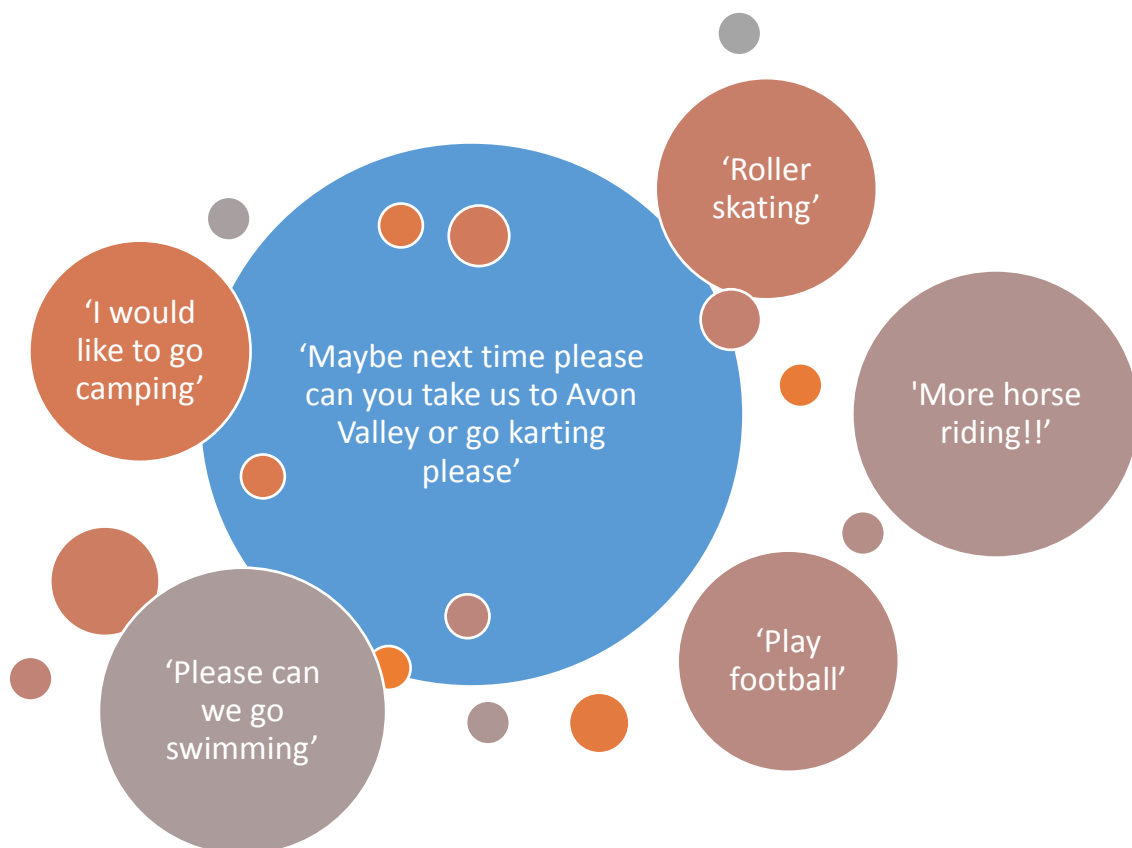 ‘Roller
skating’
‘I would
like to go
camping’
‘Maybe next time please
can you take us to Avon
Valley or go karting
please’
'More horse
riding!!’
‘Play
football’
‘Please can
we go
swimming’